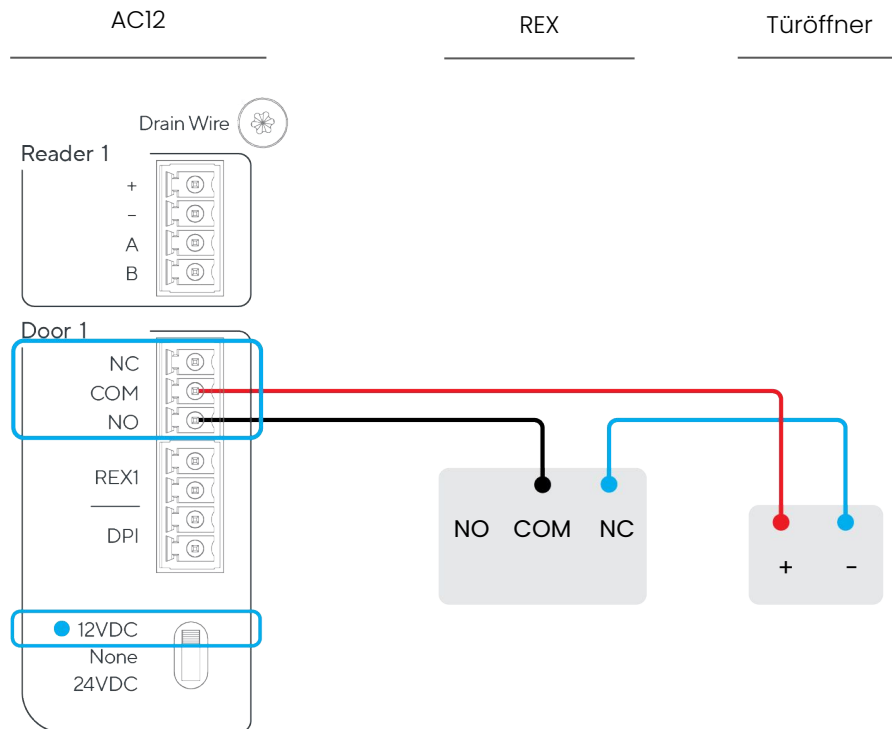 AC12
REX
Türöffner
Drain Wire
Reader 1
+
−
A
B
Door 1
NC
COM
NO
REX1
DPI
NO COM NC
+ −
12VDC
None
24VDC